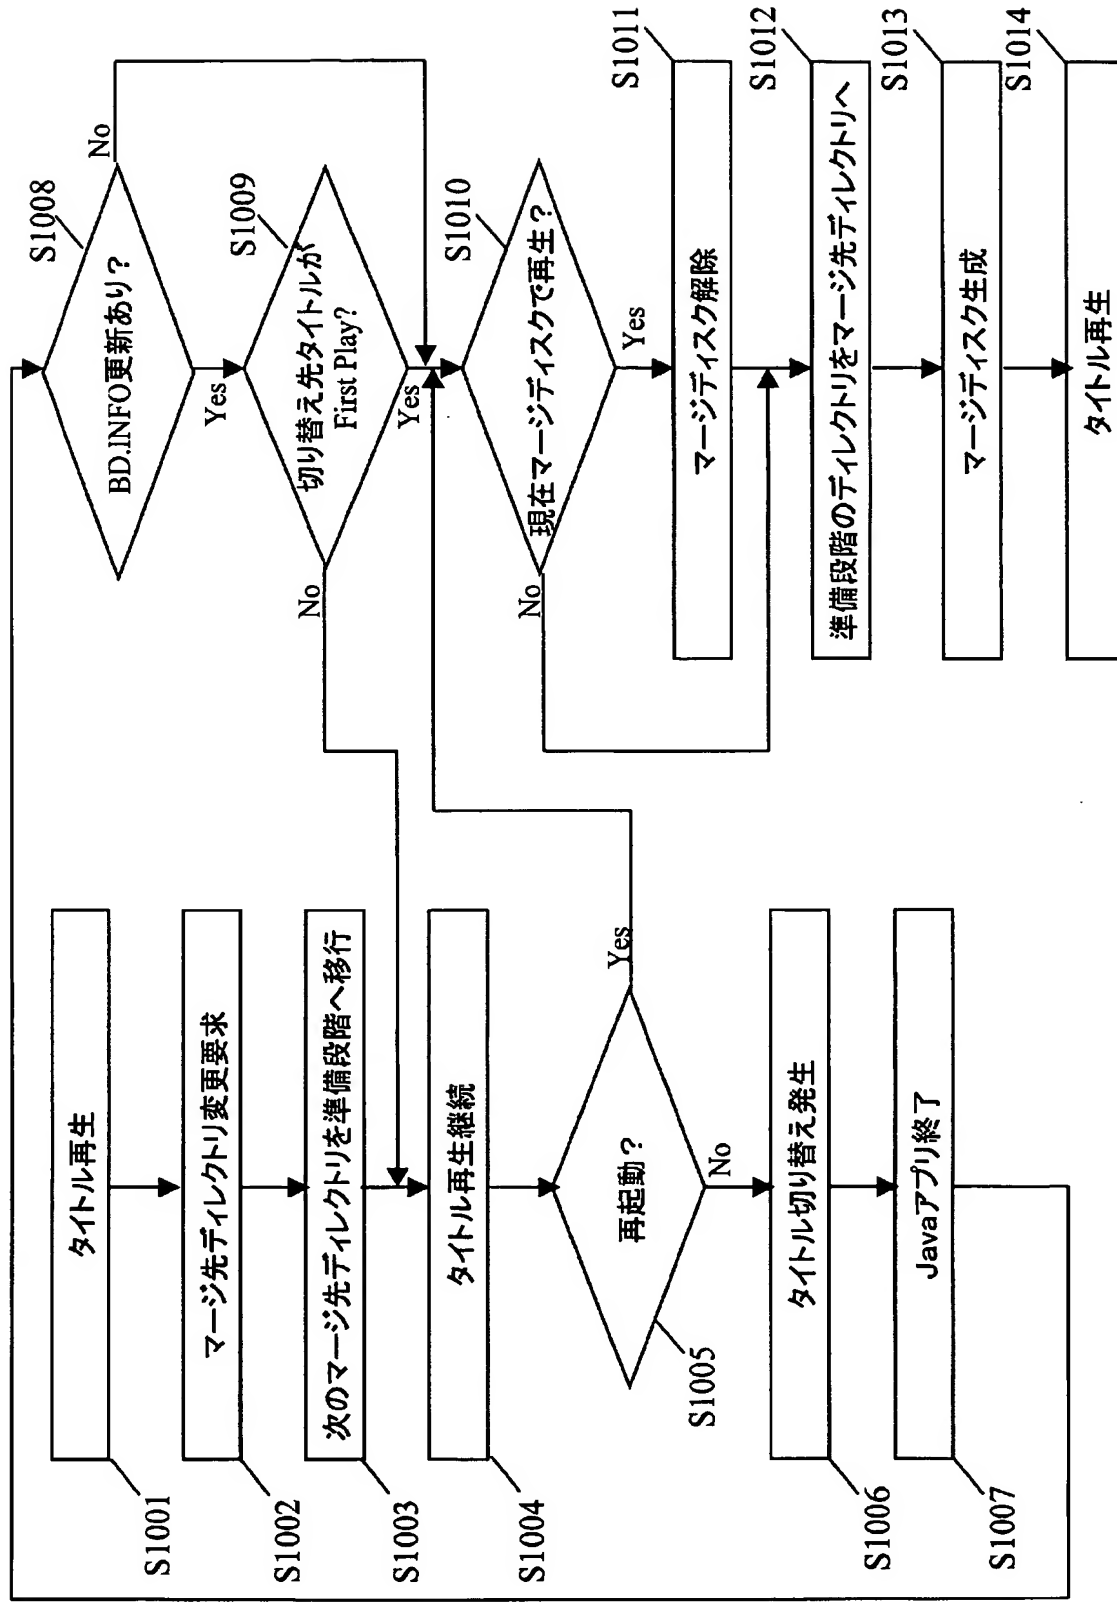 S1001
タイトル再生
S1002
マージ先ディレクトリ変更要求
S1003
次のマージ先ディレクトリを準備段階へ移行
S1004
タイトル再生継続
S1005
再起動？
Yes
No
S1006
タイトル切り替え発生
S1007
Javaアプリ終了
S1008
BD.INFO更新あり？
No
Yes
S1009
切り替え先タイトルが
First Play?
No
Yes
S1010
現在マージディスクで再生？
No
Yes
S1011
マージディスク解除
S1012
準備段階のディレクトリをマージ先ディレクトリへ
S1013
マージディスク生成
S1014
タイトル再生